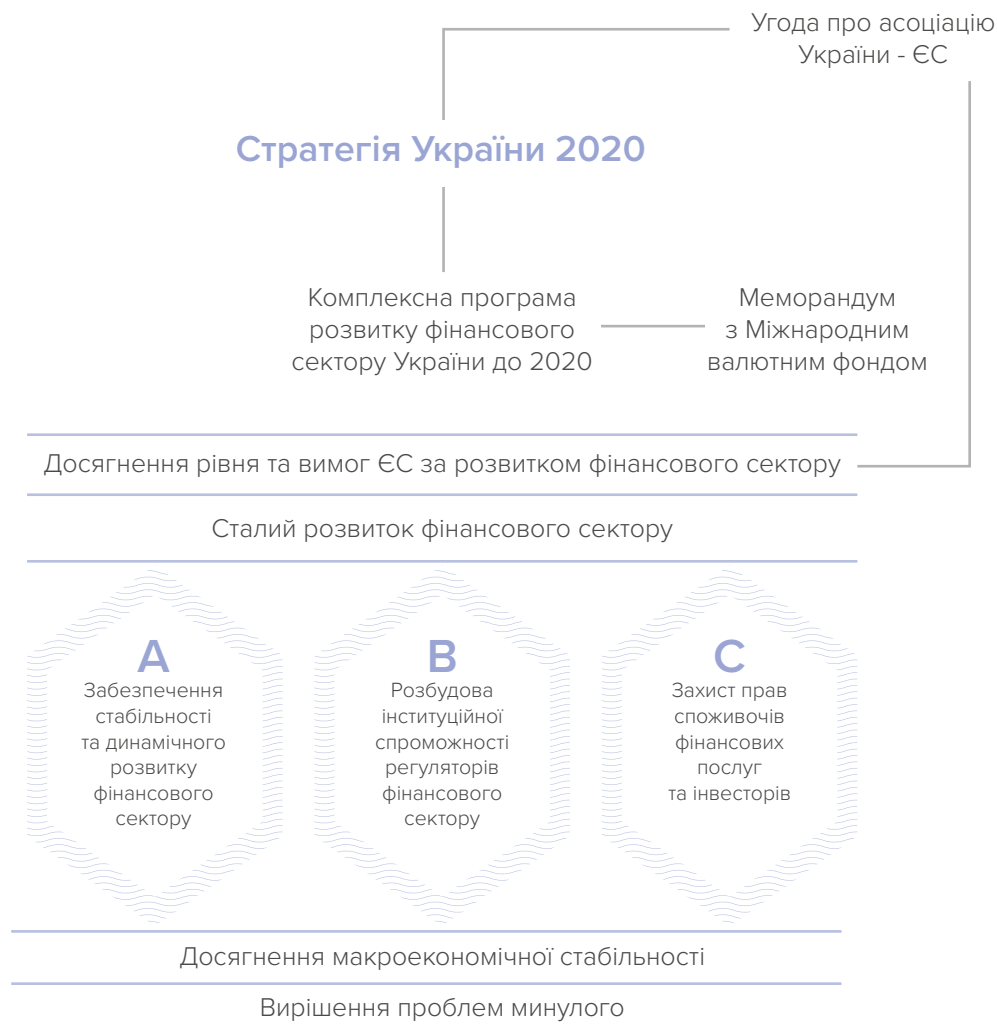 Угода про асоціацію
України - ЄС
Стратегія України 2020
Комплексна програма
розвитку фінансового
сектору України до 2020
Меморандум
з Міжнародним
валютним фондом
Досягнення рівня та вимог ЄС за розвитком фінансового сектору
Сталий розвиток фінансового сектору
A
Забезпечення
стабільності
та динамічного
розвитку
фінансового
сектору
B
Розбудова
інституційної
спроможності
регуляторів
фінансового
сектору
C
Захист прав
споживочів
фінансових
послуг
та інвесторів
Досягнення макроекономічної стабільності
Вирішення проблем минулого